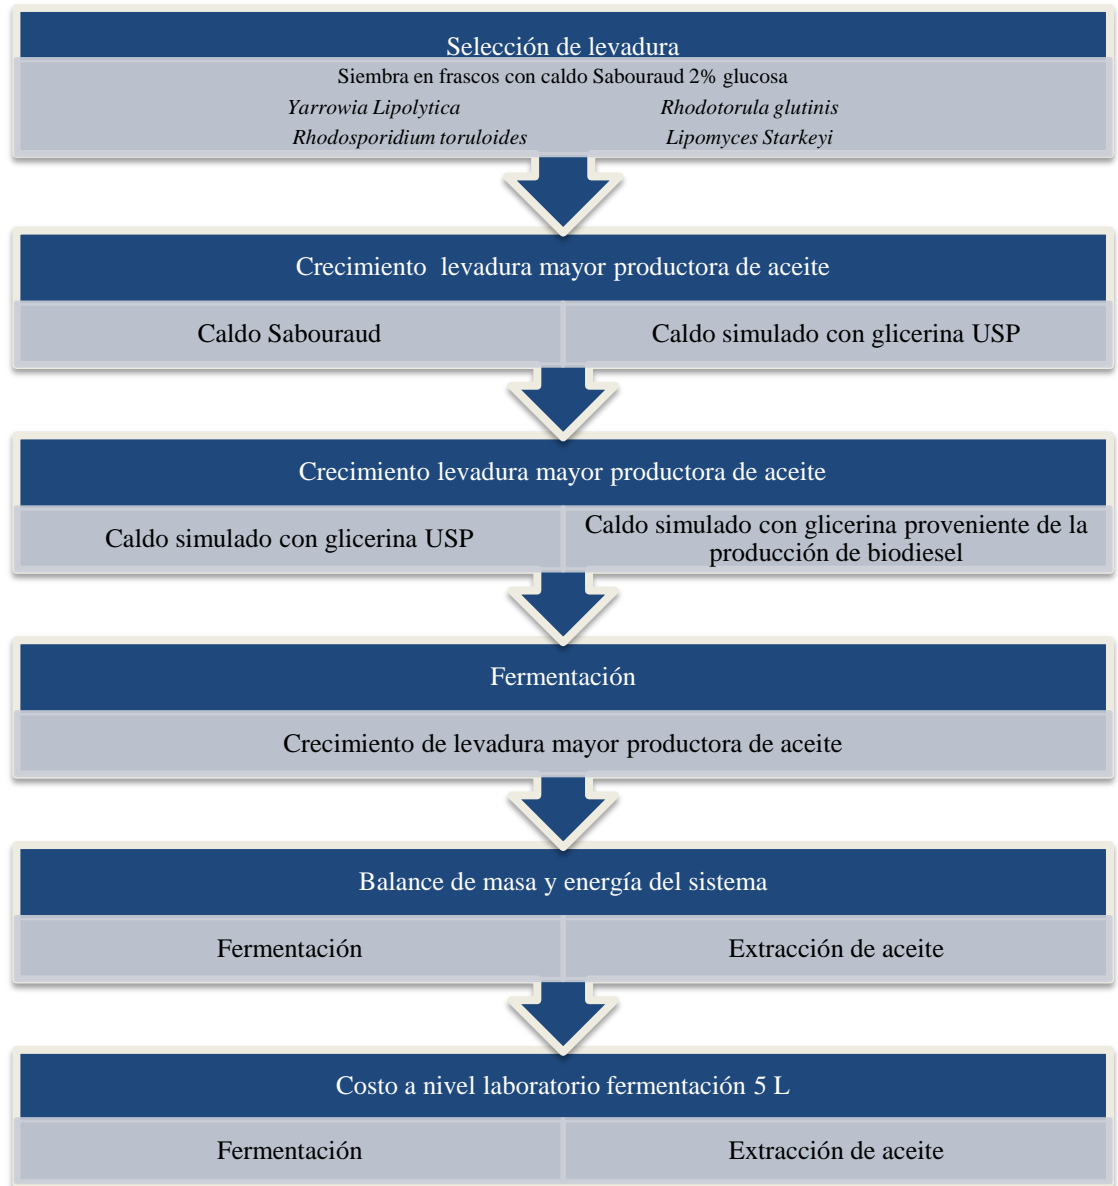 Selección de levadura
Siembra en frascos con caldo Sabouraud 2% glucosa
Yarrowia Lipolytica Rhodotorula glutinis
Rhodosporidium toruloides Lipomyces Starkeyi
Crecimiento levadura mayor productora de aceite
Caldo Sabouraud
Caldo simulado con glicerina USP
Crecimiento levadura mayor productora de aceite
Caldo simulado con glicerina USP
Caldo simulado con glicerina proveniente de la
producción de biodiesel
Fermentación
Crecimiento de levadura mayor productora de aceite
Balance de masa y energía del sistema
Fermentación
Extracción de aceite
Costo a nivel laboratorio fermentación 5 L
Fermentación
Extracción de aceite